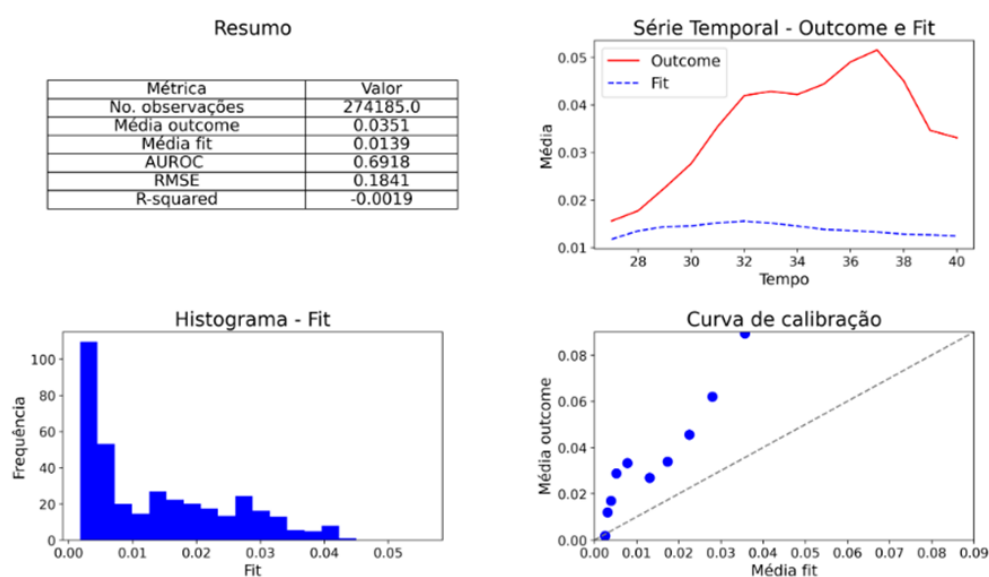 Resumo
Métrica Valor
No. observações 274185.0
Média outcome 0.0351
Média fit 0.0139
AUROC 0.6918
RMSE 0.1841
R-squared -0.0019
Série Temporal - Outcome e Fit
Outcome
Fit
0.05
0.04
0.03
0.02
0.01
Média
28 30 32 34 36 38 40
Tempo
Histograma - Fit
100
80
60
40
20
0
Frequência
0.00 0.01 0.02 0.03 0.04 0.05
Fit
Curva de calibração
0.08
0.06
0.04
0.02
0.00
Média outcome
0.00 0.01 0.02 0.03 0.04 0.05 0.06 0.07 0.08 0.09
Média fit